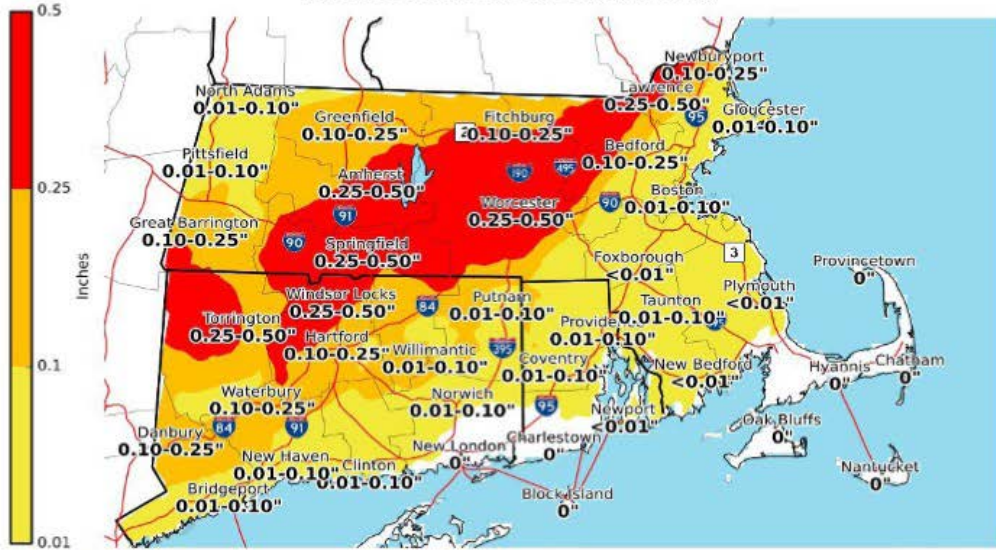 0.5
0.25
0.1
0.01
Inches
Newburyport
0.10-0.25"
North Adams
0.01-0.10"
Lawrence
0.25-0.50"
Greenfield
0.10-0.25"
Fitchburg
0.10-0.25"
2
95
Gloucester
0.01-0.10"
Pittsfield
0.01-0.10"
Bedford
0.10-0.25"
Amherst
0.25-0.50"
190
495
Worcester
0.25-0.50"
90
Boston
0.01-0.10"
91
Great Barrington
0.10-0.25"
90
Springfield
0.25-0.50"
Foxborough
<0.01"
3
Provincetown
0"
Windsor Locks
0.25-0.50"
84
Putnam
0.01-0.10"
Taunton
0.01-0.10"
Plymouth
<0.01"
Torrington
0.25-0.50"
Hartford
0.10-0.25"
Willimantic
0.01-0.10"
395
Providence
0.01-0.10"
Coventry
0.01-0.10"
New Bedford
<0.01"
Hyannis
0"
Chatham
0"
Waterbury
0.10-0.25"
Norwich
0.01-0.10"
95
Newport
<0.01"
Oak Bluffs
0"
Danbury
0.10-0.25"
84
91
New Haven
0.01-0.10"
Clinton
0.01-0.10"
New London
0"
Charlestown
0"
Nantucket
0"
Bridgeport
0.01-0.10"
Block Island
0"